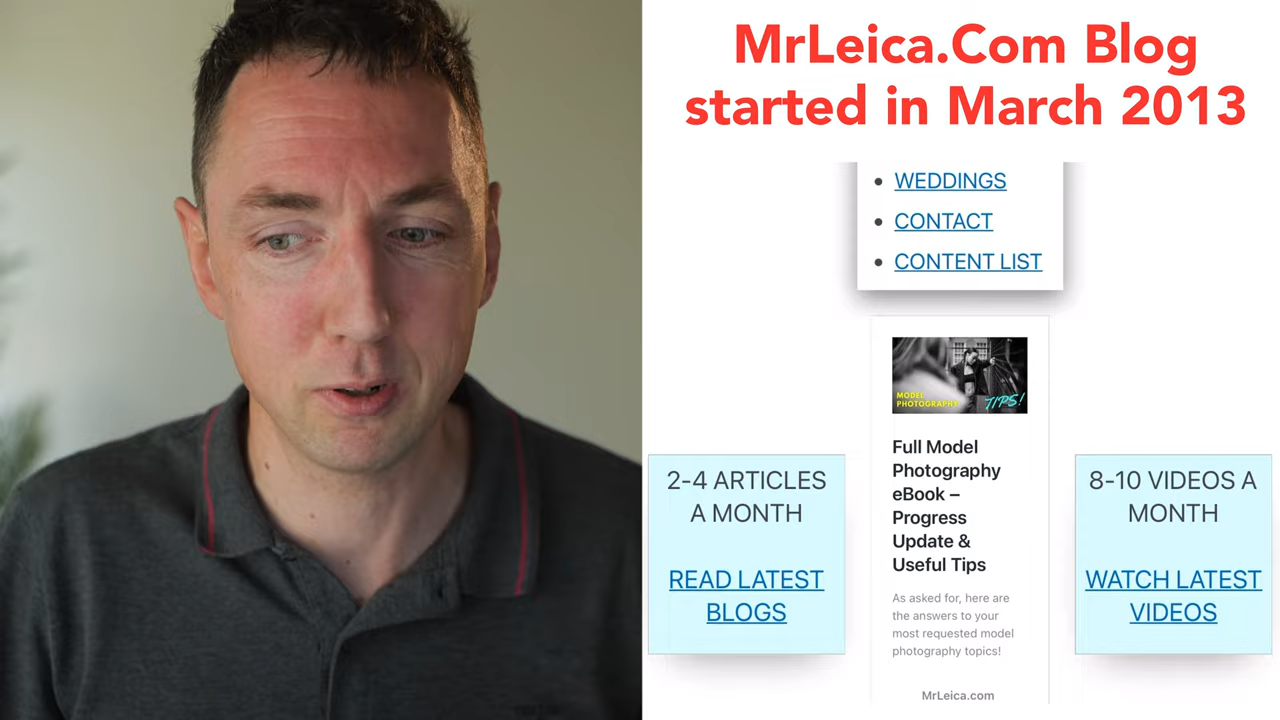 MrLeica.Com Blog
started in March 2013
WEDDINGS
CONTACT
CONTENT LIST
MODEL
PHOTOGRAPHY
TIPS!
Full Model
Photography
eBook –
Progress
Update &
Useful Tips
As asked for, here are
the answers to your
most requested model
photography topics!
MrLeica.com
2-4 ARTICLES
A MONTH
READ LATEST
BLOGS
8-10 VIDEOS A
MONTH
WATCH LATEST
VIDEOS